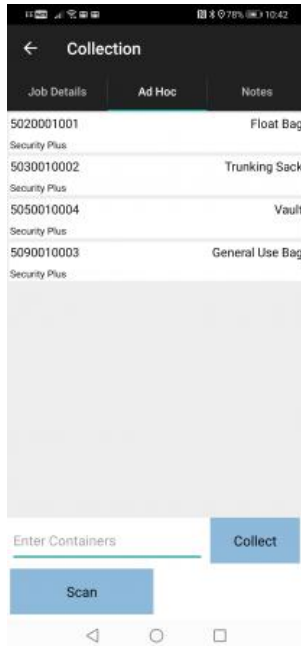 78% 10:42
Collection
Job Details Ad Hoc Notes
5020001001 Float Bag
Security Plus
5030010002 Trunking Sack
Security Plus
5050010004 Vault
Security Plus
5090010003 General Use Bag
Security Plus
Enter Containers Collect
Scan